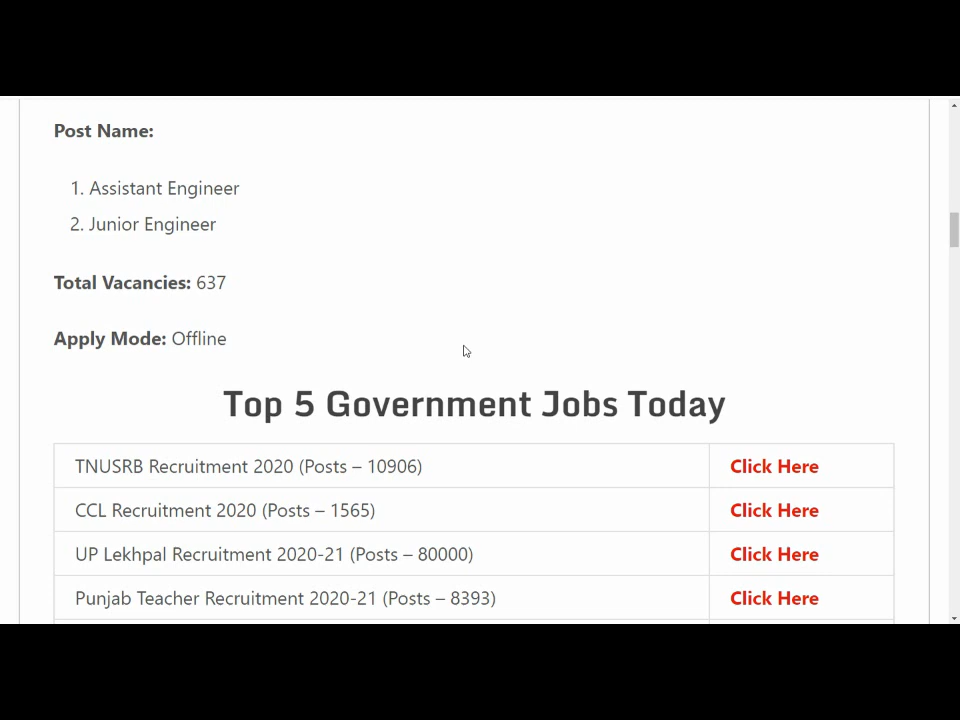 Post Name:
1. Assistant Engineer
2. Junior Engineer
Total Vacancies: 637
Apply Mode: Offline
Top 5 Government Jobs Today
TNUSRB Recruitment 2020 (Posts – 10906) Click Here
CCL Recruitment 2020 (Posts – 1565) Click Here
UP Lekhpal Recruitment 2020-21 (Posts – 80000) Click Here
Punjab Teacher Recruitment 2020-21 (Posts – 8393) Click Here